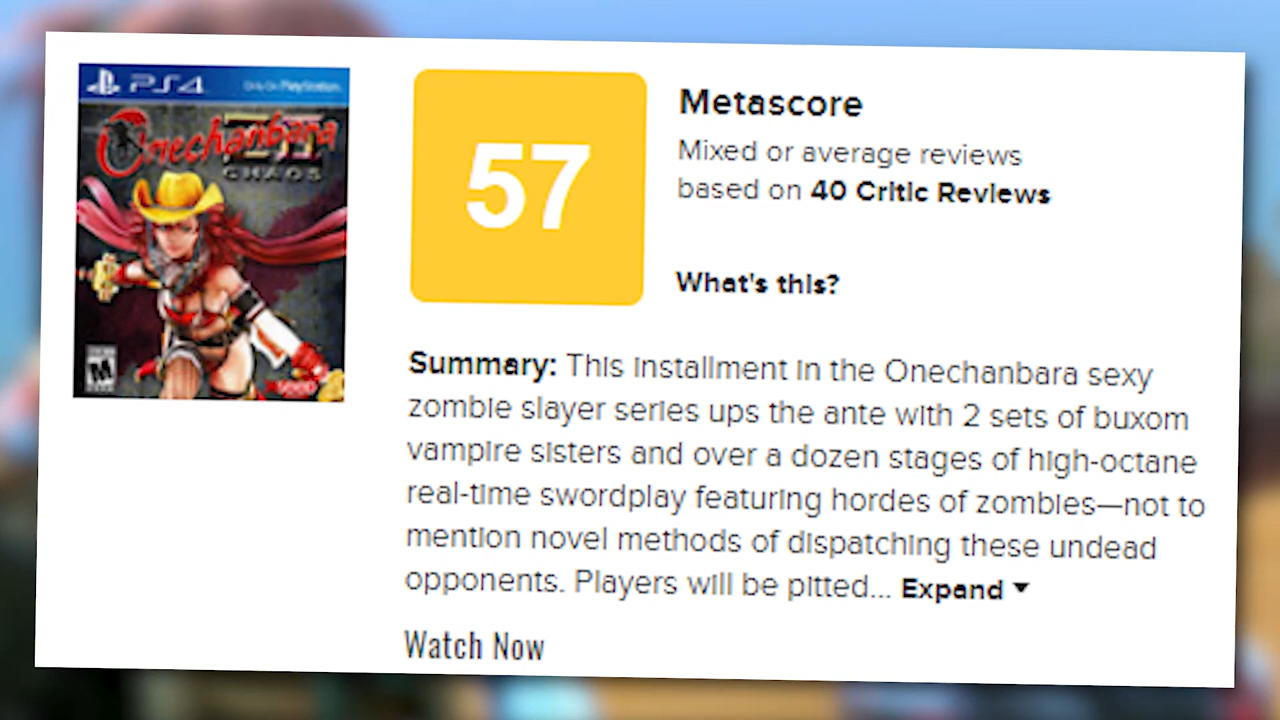 PS4
Only On PlayStation
Onechanbara
Z II
CHAOS
M
57
Metascore
Mixed or average reviews
based on 40 Critic Reviews
What's this?
Summary: This installment in the Onechanbara sexy
zombie slayer series ups the ante with 2 sets of buxom
vampire sisters and over a dozen stages of high-octane
real-time swordplay featuring hordes of zombies—not to
mention novel methods of dispatching these undead
opponents. Players will be pitted... Expand
Watch Now